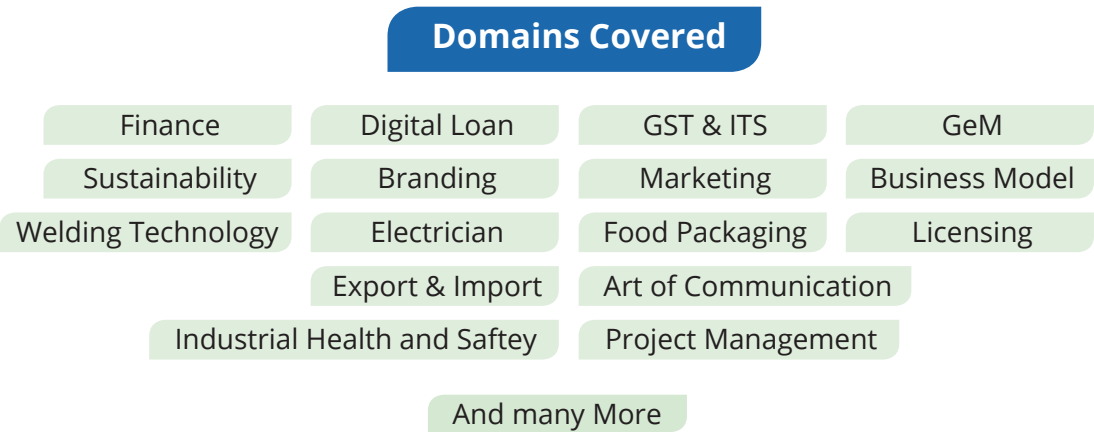 Domains Covered
Finance Digital Loan GST & ITS GeM
Sustainability Branding Marketing Business Model
Welding Technology Electrician Food Packaging Licensing
Export & Import Art of Communication
Industrial Health and Saftey Project Management
And many More